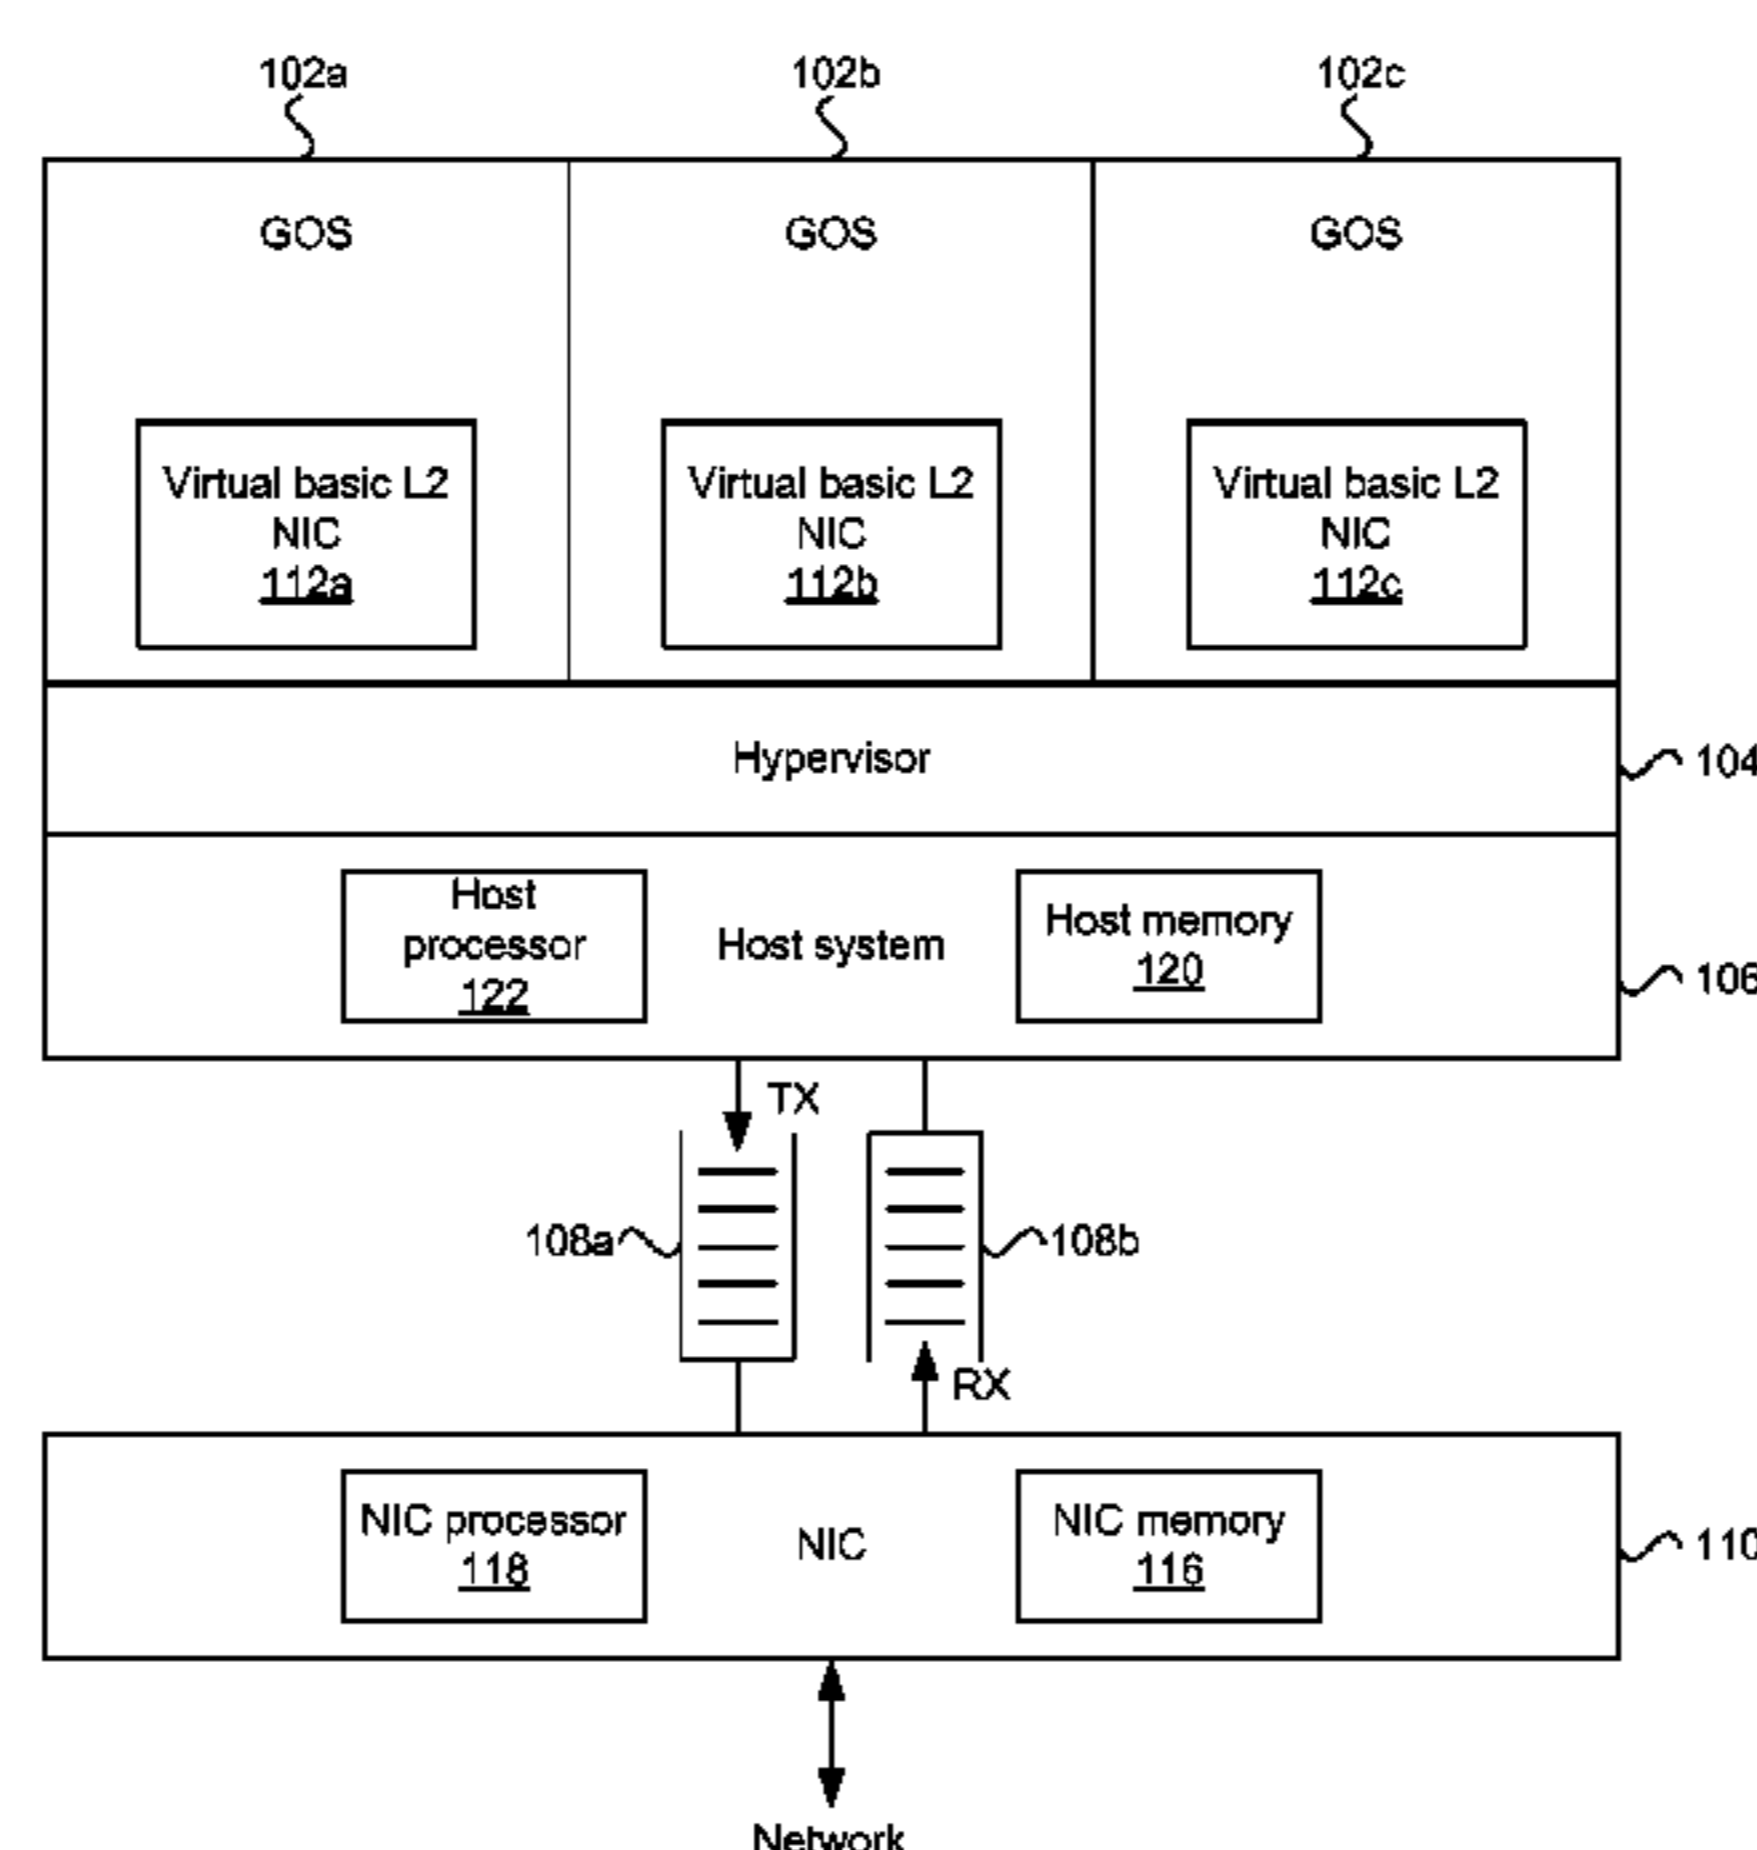 102a
102b
102c
GOS
GOS
GOS
Virtual basic L2
NIC
112a
Virtual basic L2
NIC
112b
Virtual basic L2
NIC
112c
Hypervisor
104
Host
processor
122
Host system
Host memory
120
106
TX
108a
108b
RX
NIC processor
118
NIC
NIC memory
116
110
Network